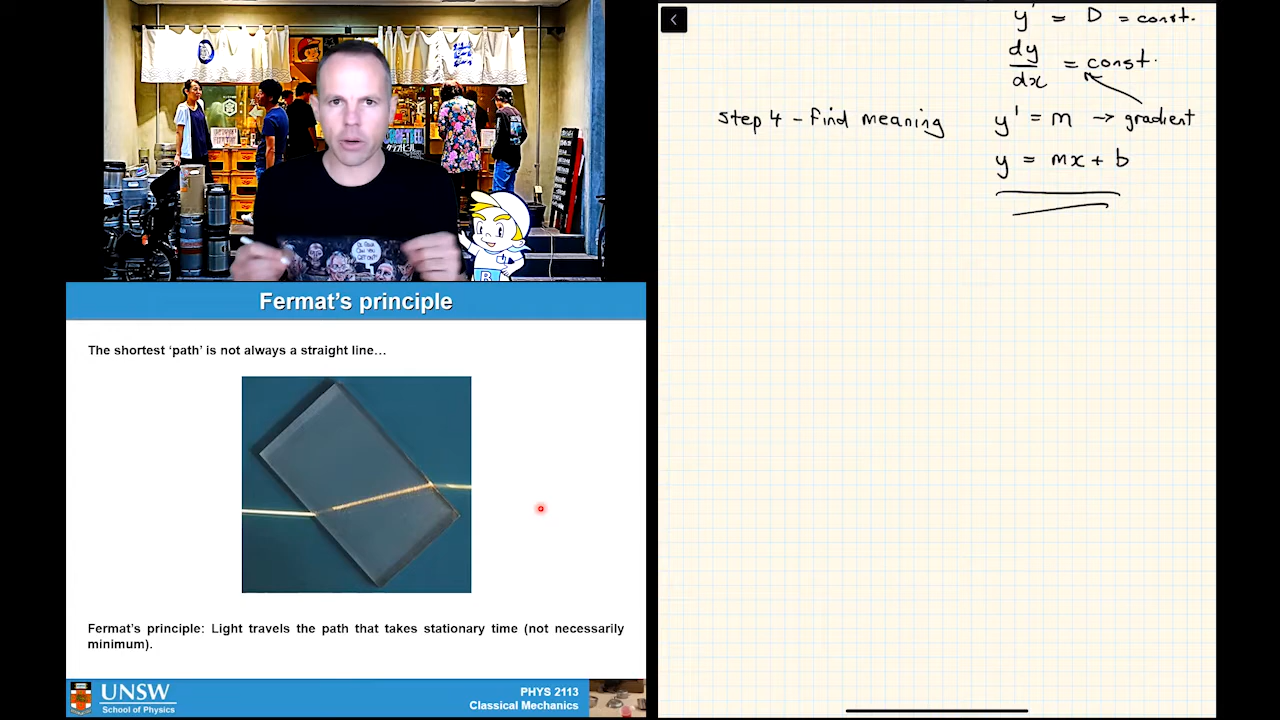 Fermat’s principle
The shortest ‘path’ is not always a straight line…
Fermat’s principle: Light travels the path that takes stationary time (not necessarily
minimum).
UNSW
School of Physics
PHYS 2113
Classical Mechanics
y' = D = const.
dy/dx = const.
Step 4 - Find meaning y' = m → gradient
y = mx + b